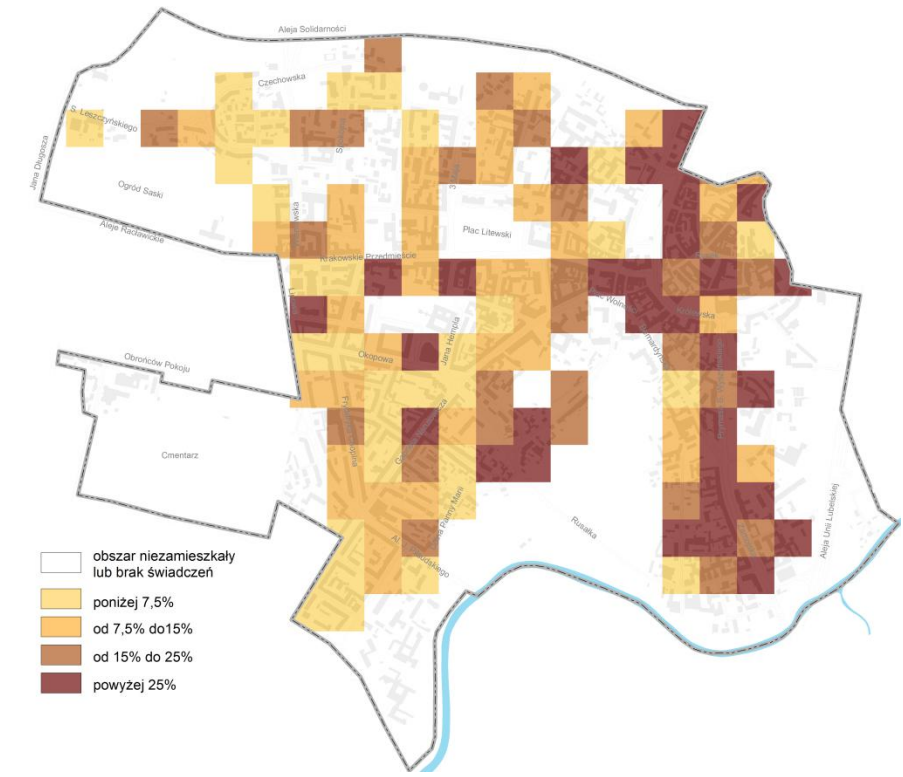 Aleja Solidarności
Czechowska
S. Leszczyńskiego
Jana Długosza
Ogród Saski
3 Maja
Aleje Racławickie
Plac Litewski
Krakowskie Przedmieście
Jana Hempla
Okopowa
Obrońców Pokoju
Cmentarz
Rusałka
Aleja Unii Lubelskiej
obszar niezamieszkały
lub brak świadczeń
poniżej 7,5%
od 7,5% do15%
od 15% do 25%
powyżej 25%